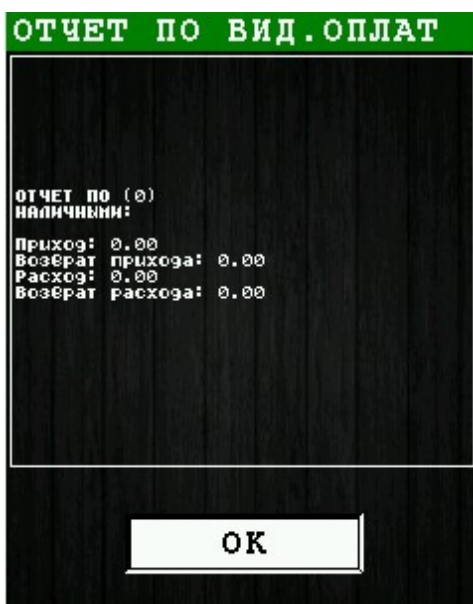 ОТЧЕТ ПО ВИД.ОПЛАТ
ОТЧЕТ ПО (0)
НАЛИЧНЫМИ:
Приход: 0.00
Возврат прихода: 0.00
Расход: 0.00
Возврат расхода: 0.00
ОК